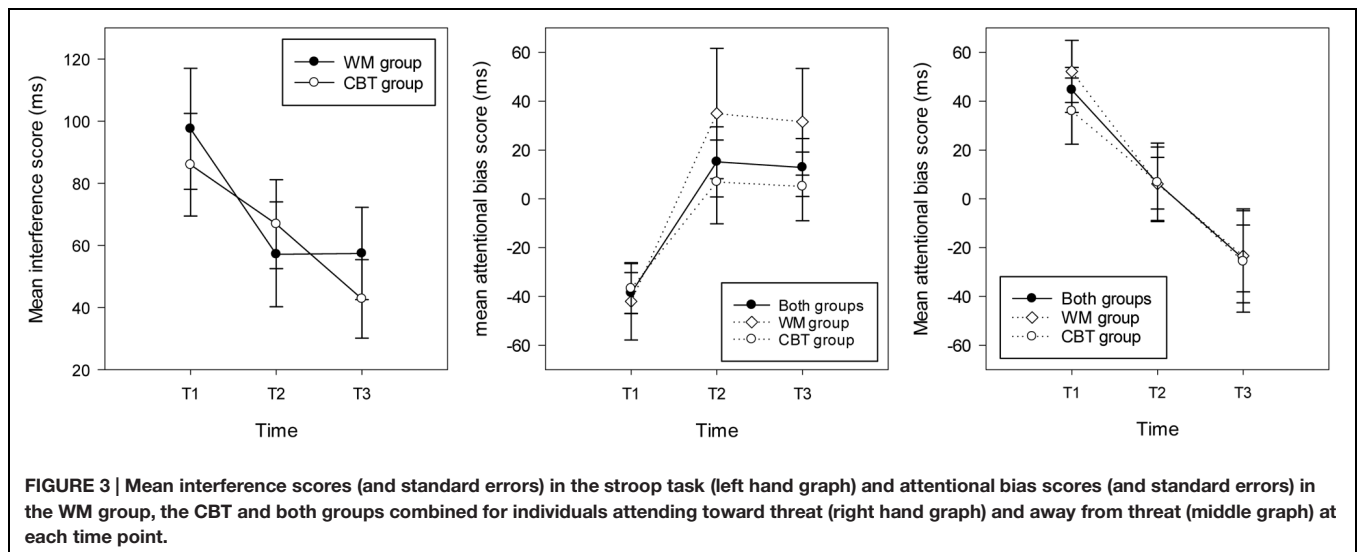 Mean interference score (ms)
120
100
80
60
40
20
T1 T2 T3
Time
WM group
CBT group
mean attentional bias score (ms)
60
40
20
0
-20
-40
-60
T1 T2 T3
Time
Both groups
WM group
CBT group
Mean attentional bias score (ms)
60
40
20
0
-20
-40
-60
T1 T2 T3
Time
Both groups
WM group
CBT group
FIGURE 3 | Mean interference scores (and standard errors) in the stroop task (left hand graph) and attentional bias scores (and standard errors) in
the WM group, the CBT and both groups combined for individuals attending toward threat (right hand graph) and away from threat (middle graph) at
each time point.